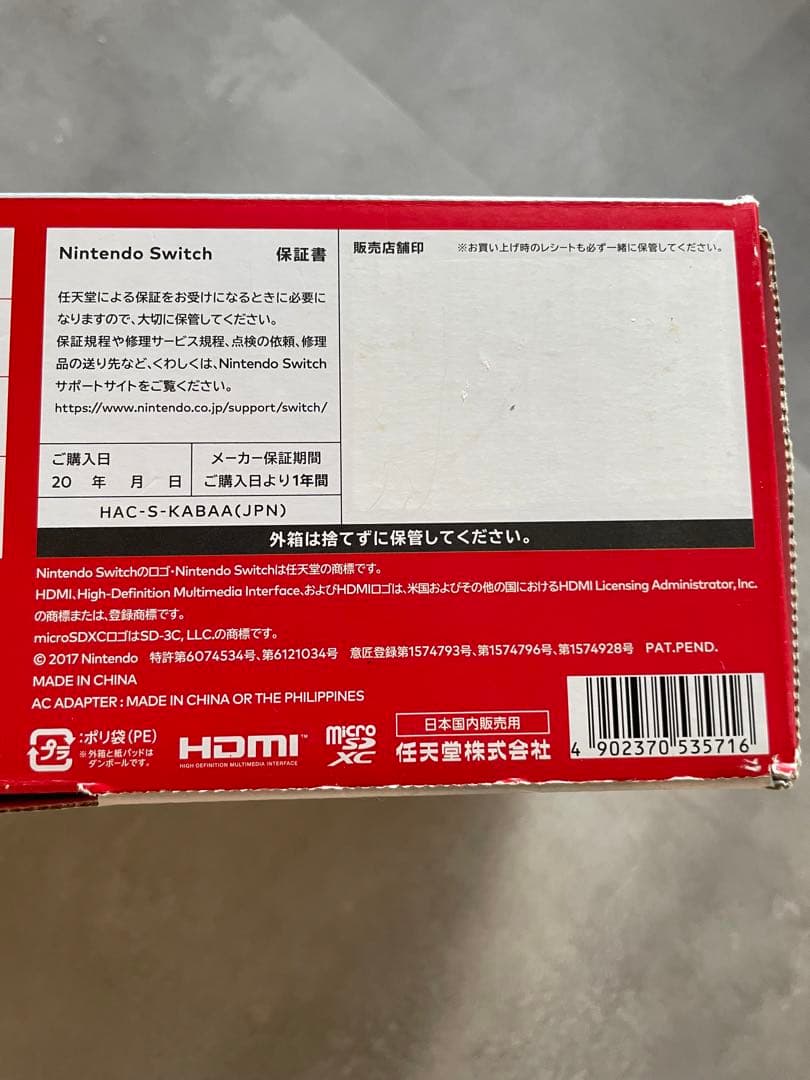 Nintendo Switch 保証書
任天堂による保証をお受けになるときに必要に
なりますので、大切に保管してください。
保証規程や修理サービス規程、点検の依頼、修理
品の送り先など、くわしくは、Nintendo Switch
サポートサイトをご覧ください。
https://www.nintendo.co.jp/support/switch/
ご購入日
20 年 月 日
メーカー保証期間
ご購入日より1年間
HAC-S-KABAA(JPN)
販売店舗印 ※お買い上げ時のレシートも必ず一緒に保管してください。
外箱は捨てずに保管してください。
Nintendo Switchのロゴ・Nintendo Switchは任天堂の商標です。
HDMI、High-Definition Multimedia Interface、およびHDMIロゴは、米国およびその他の国におけるHDMI Licensing Administrator, Inc.
の商標または、登録商標です。
microSDXCロゴはSD-3C, LLC.の商標です。
© 2017 Nintendo 特許第6074534号、第6121034号 意匠登録第1574793号、第1574796号、第1574928号 PAT.PEND.
MADE IN CHINA
AC ADAPTER : MADE IN CHINA OR THE PHILIPPINES
プラ
:ポリ袋(PE)
※外箱と紙パッドは
ダンボールです。
HDMI™
HIGH DEFINITION MULTIMEDIA INTERFACE
micro
SD
XC
日本国内販売用
任天堂株式会社
4 902370 535716